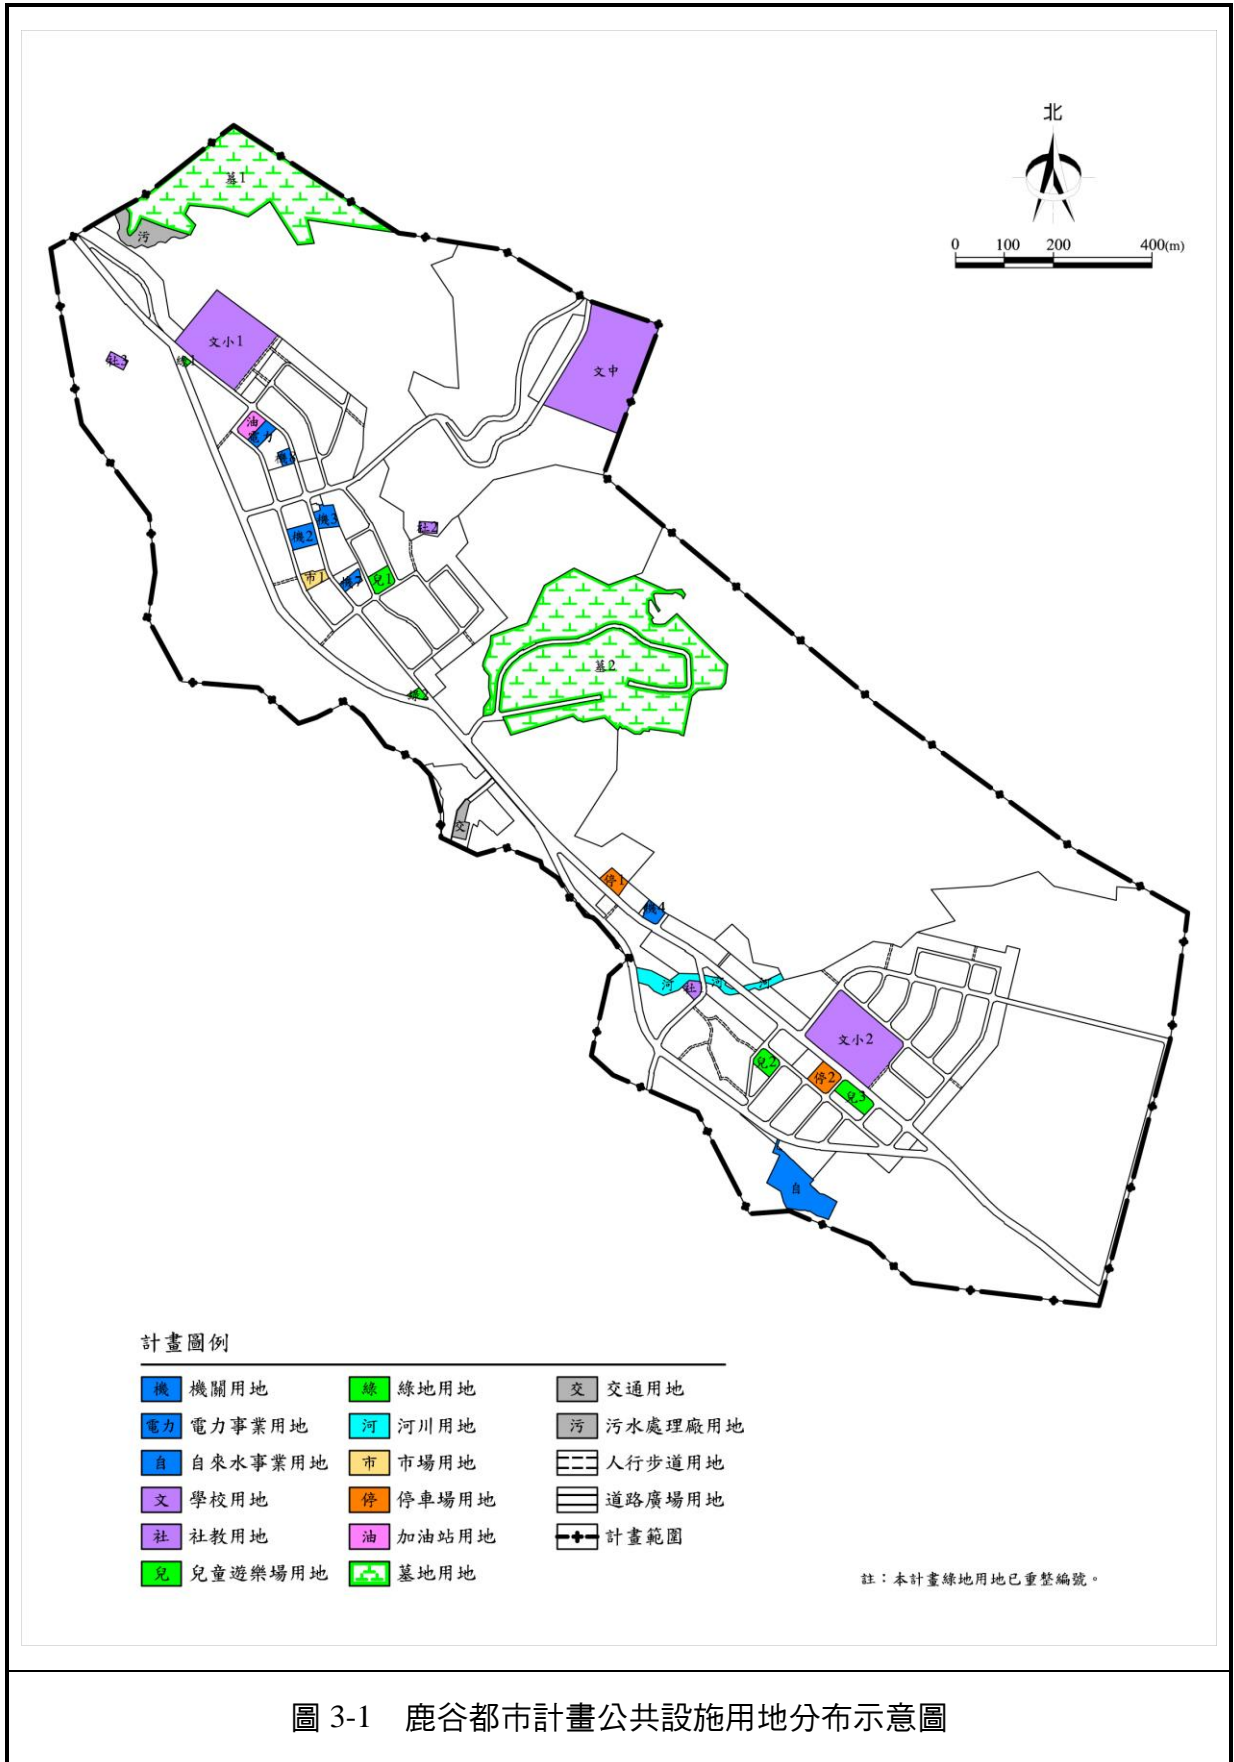 北
0 100 200 400(m)
墓1
污
文小1
綠1
社3
文中
油
電力
機3
機2
社2
市1
機7
兒1
墓2
綠2
交
停1
機4
河 河 河
社1
文小2
兒2
停2
兒3
自
計畫圖例
機 機關用地 綠 綠地用地 交 交通用地
電力 電力事業用地 河 河川用地 污 污水處理廠用地
自 自來水事業用地 市 市場用地 人行步道用地
文 學校用地 停 停車場用地 道路廣場用地
社 社教用地 油 加油站用地 計畫範圍
兒 兒童遊樂場用地 墓地用地
註：本計畫綠地用地已重整編號。
圖 3-1 鹿谷都市計畫公共設施用地分布示意圖